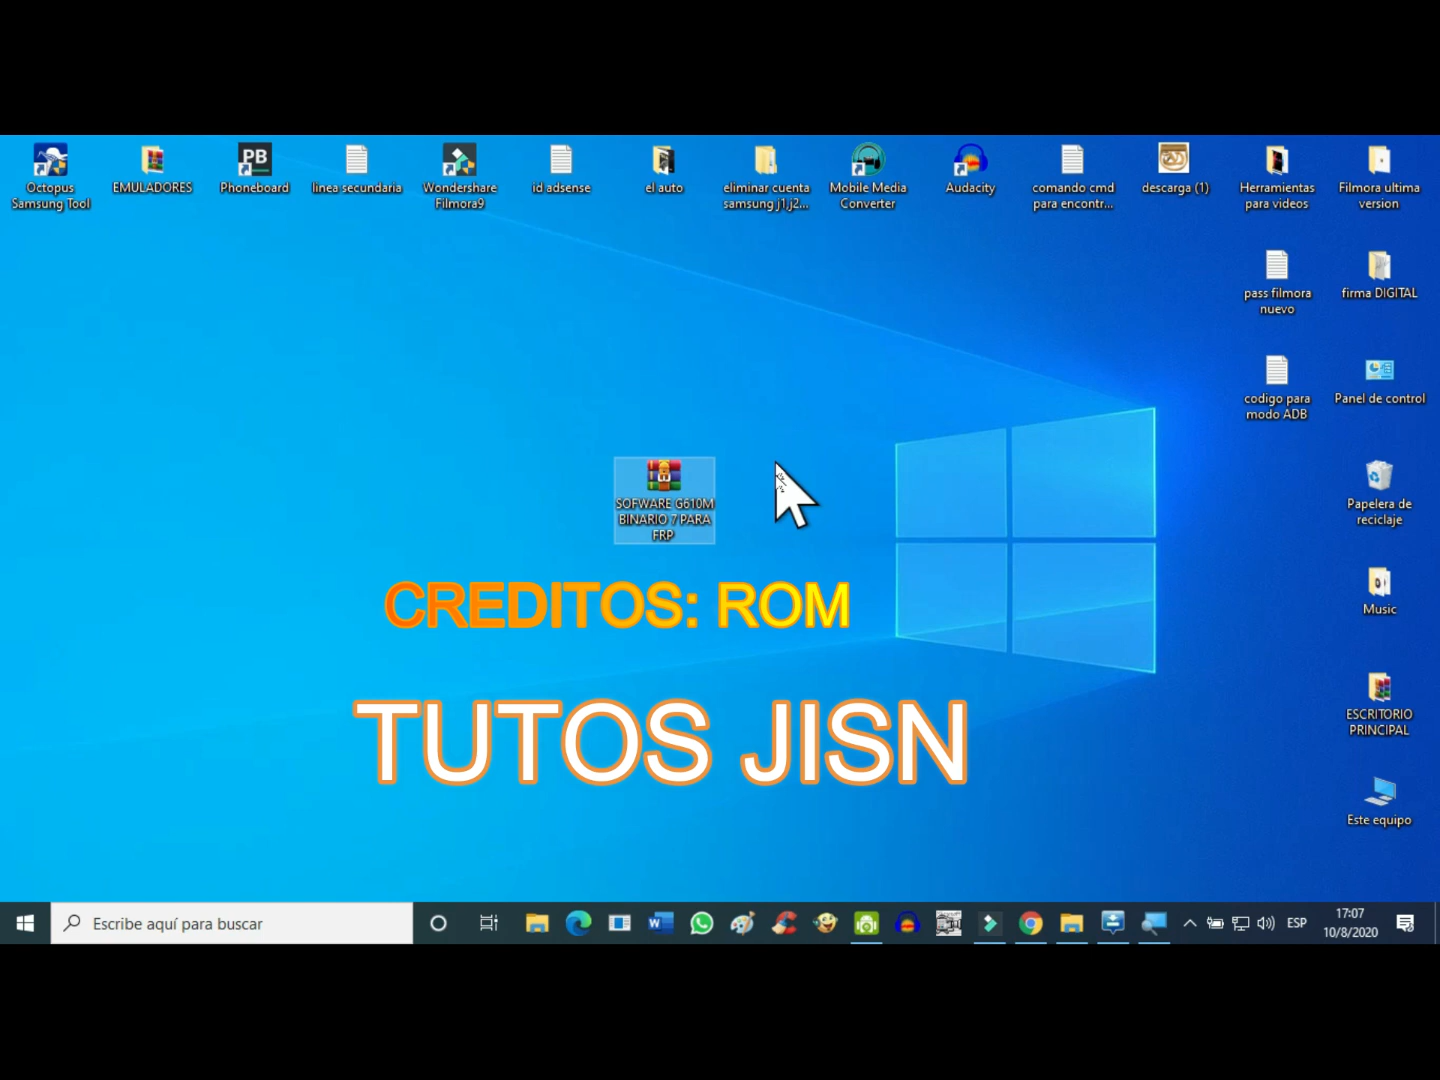 Octopus
Samsung Tool
EMULADORES
PB
Phoneboard
linea secundaria
Wondershare
Filmora9
id adsense
el auto
eliminar cuenta
samsung j1,j2...
Mobile Media
Converter
Audacity
comando cmd
para encontr...
descarga (1)
Herramientas
para videos
Filmora ultima
version
pass filmora
nuevo
firma DIGITAL
codigo para
modo ADB
Panel de control
SOFWARE G610M
BINARIO 7 PARA
FRP
Papelera de
reciclaje
CREDITOS: ROM
Music
TUTOS JISN
ESCRITORIO
PRINCIPAL
Este equipo
Escribe aquí para buscar
W
ESP
17:07
10/8/2020